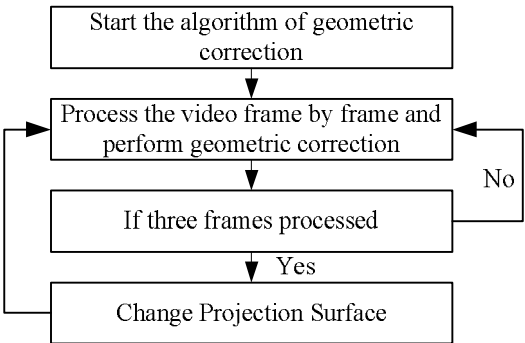 Start the algorithm of geometric
correction
Process the video frame by frame and
perform geometric correction
No
If three frames processed
Yes
Change Projection Surface